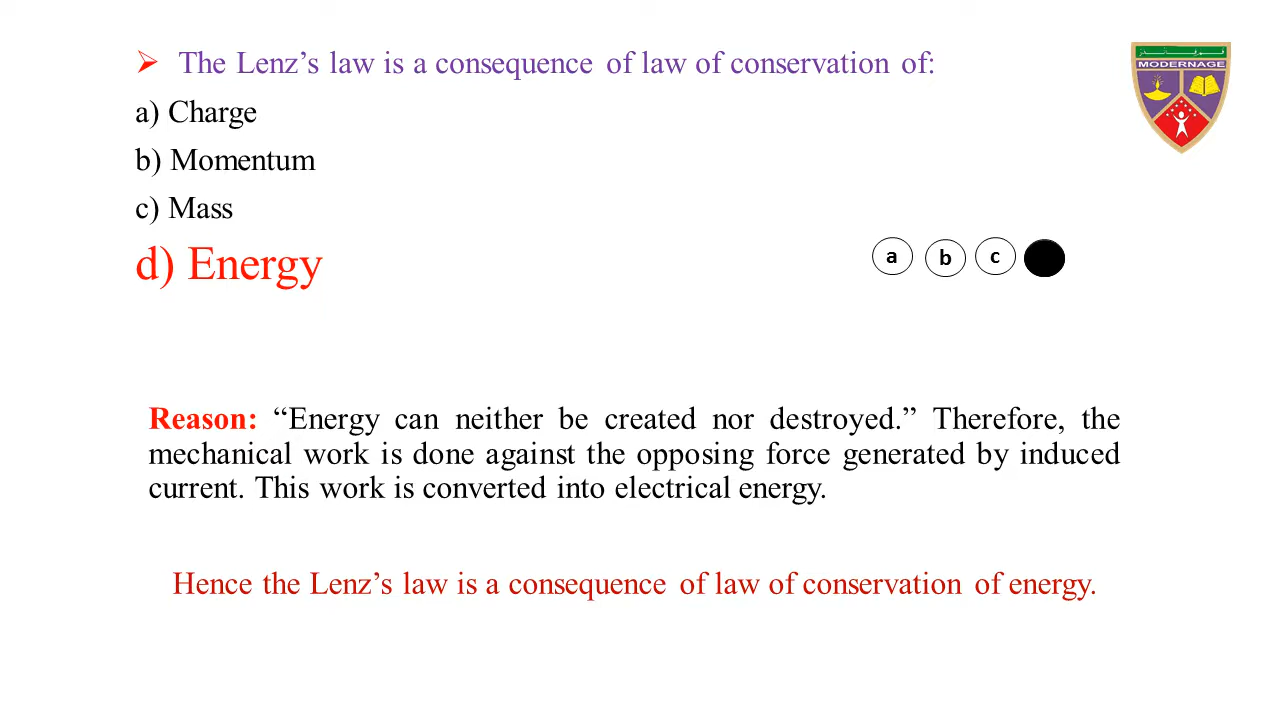 ➢ The Lenz’s law is a consequence of law of conservation of:
MODERNAGE
a) Charge
b) Momentum
c) Mass
d) Energy
a b c
Reason: “Energy can neither be created nor destroyed.” Therefore, the
mechanical work is done against the opposing force generated by induced
current. This work is converted into electrical energy.
Hence the Lenz’s law is a consequence of law of conservation of energy.